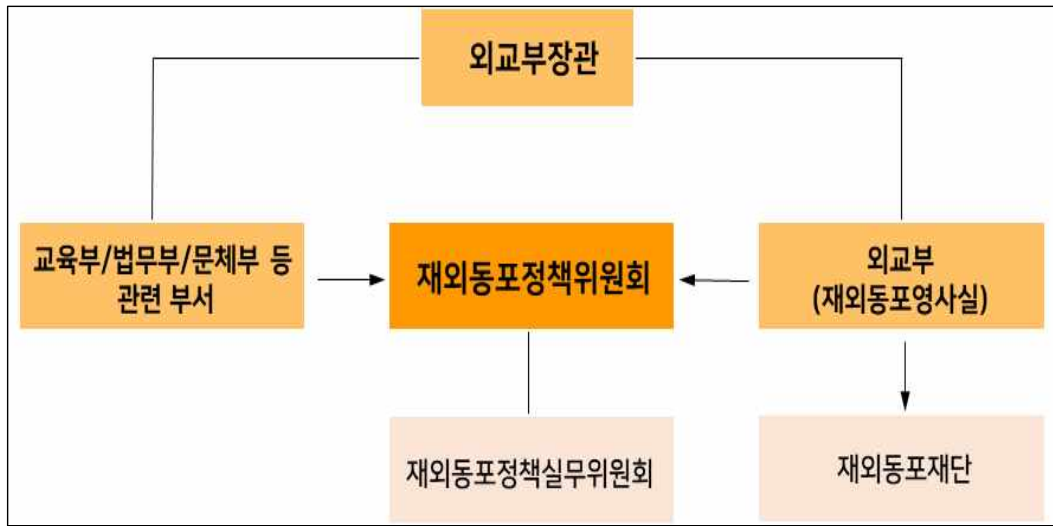 외교부장관
교육부/법무부/문체부 등
관련 부서
재외동포정책위원회
외교부
(재외동포영사실)
재외동포정책실무위원회
재외동포재단